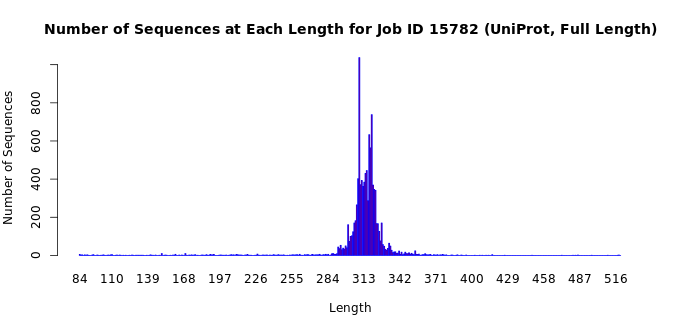 Number of Sequences at Each Length for Job ID 15782 (UniProt, Full Length)
Number of Sequences
800
600
400
200
0
84 110 139 168 197 226 255 284 313 342 371 400 429 458 487 516
Length